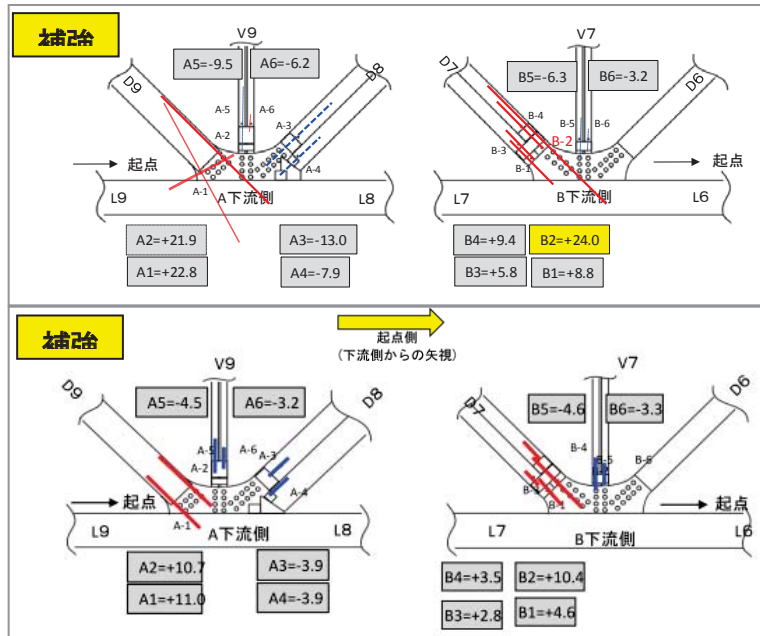 補強
V9
A5=-9.5
A6=-6.2
D9
D8
A-5
A-6
A-2
A-3
A-4
A-1
起点
L9
A下流側
L8
A2=+21.9
A3=-13.0
A1=+22.8
A4=-7.9
V7
B5=-6.3
B6=-3.2
D7
D6
B-4
B-5
B-6
B-2
B-3
B-1
起点
L7
B下流側
L6
B4=+9.4
B2=+24.0
B3=+5.8
B1=+8.8
補強
起点側
(下流側からの矢視)
V9
A5=-4.5
A6=-3.2
D9
D8
A-5
A-6
A-2
A-3
A-4
A-1
起点
L9
A下流側
L8
A2=+10.7
A3=-3.9
A1=+11.0
A4=-3.9
V7
B5=-4.6
B6=-3.3
D7
D6
B-4
B-5
B-6
B-1
起点
L7
B下流側
L6
B4=+3.5
B2=+10.4
B3=+2.8
B1=+4.6